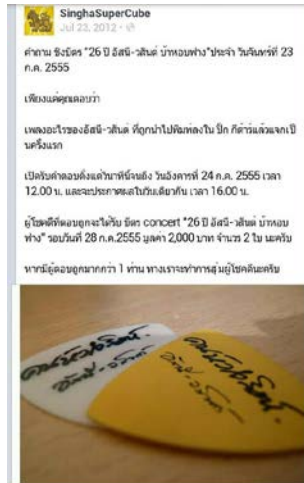 SinghaSuperCube
Jul 23, 2012
คำถาม ชิงบัตร "26 ปี อัสนี-วสันต์ บ้าหอบฟาง" ประจำ วันจันทร์ที่ 23
ก.ค. 2555
เพียงแค่คุณตอบว่า
เพลงอะไรของอัสนี-วสันต์ ที่ถูกนำไปพิมพ์ลงใน ปิ๊ก กีต้าร์แล้วแจกเป็
นครั้งแรก
เปิดรับคำตอบตั้งแต่วินาทีนี้จนถึง วันอังคารที่ 24 ก.ค. 2555 เวลา
12.00 น. และจะประกาศผลในวันเดียวกัน เวลา 16.00 น.
ผู้โชคดีที่ตอบถูกจะได้รับ บัตร concert "26 ปี อัสนี-วสันต์ บ้าหอบ
ฟาง" รอบวันที่ 28 ก.ค.2555 มูลค่า 2,000 บาท จำนวร 2 ใบ นะครับ
หากมีผู้ตอบถูกมากกว่า 1 ท่าน ทางเราจะทำการสุ่มผู้โชคดีนะครับ